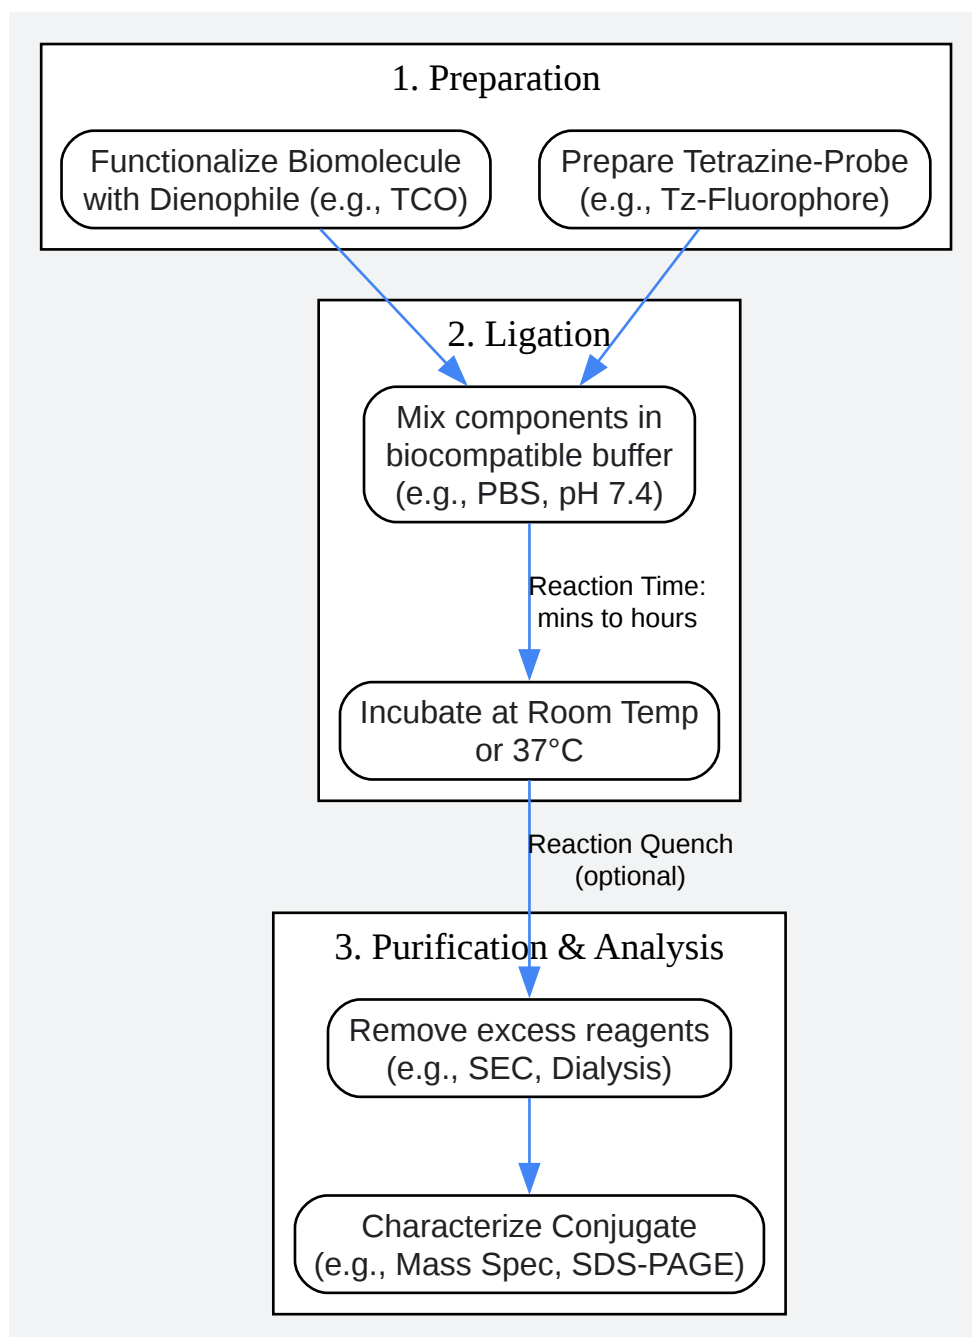 1. Preparation
Functionalize Biomolecule
with Dienophile (e.g., TCO)
Prepare Tetrazine-Probe
(e.g., Tz-Fluorophore)
2. Ligation
Mix components in
biocompatible buffer
(e.g., PBS, pH 7.4)
Reaction Time:
mins to hours
Incubate at Room Temp
or 37°C
Reaction Quench
(optional)
3. Purification & Analysis
Remove excess reagents
(e.g., SEC, Dialysis)
Characterize Conjugate
(e.g., Mass Spec, SDS-PAGE)